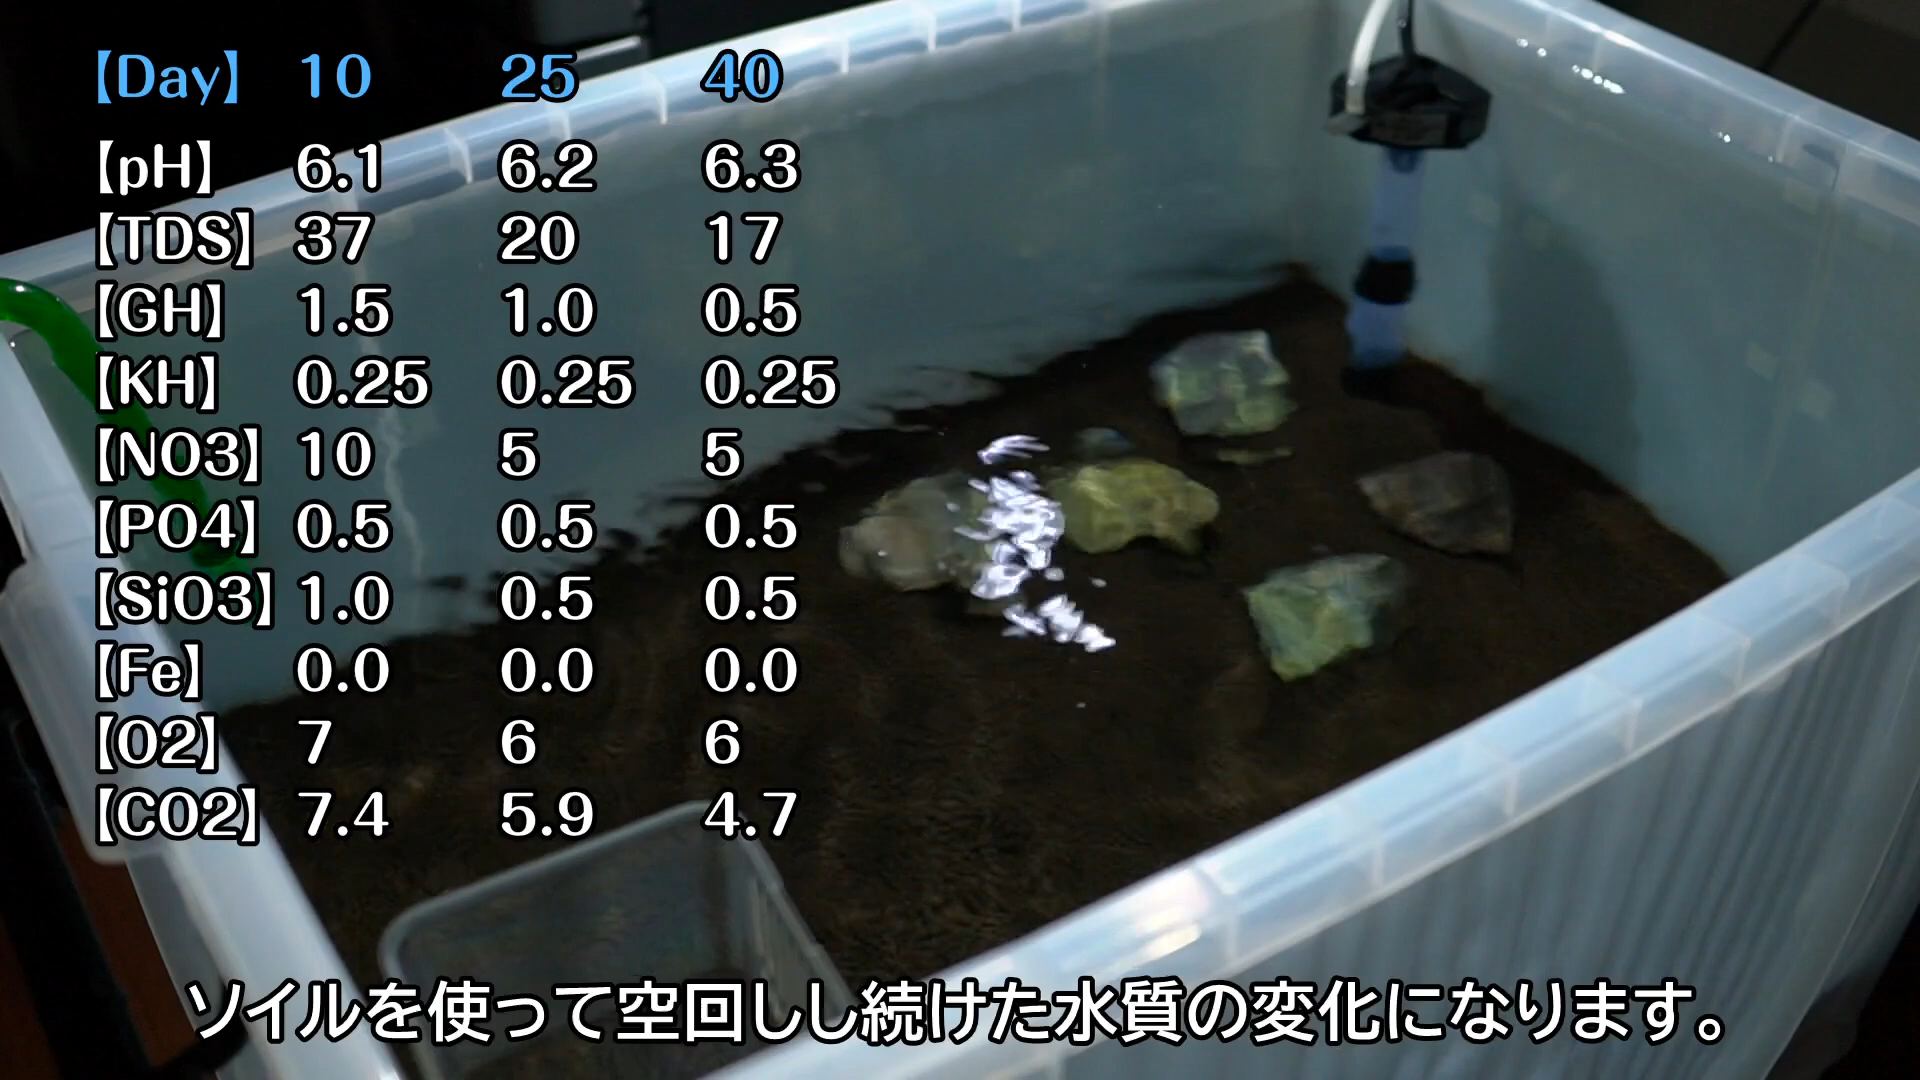 【Day】 10 25 40
【pH】 6.1 6.2 6.3
【TDS】 37 20 17
【GH】 1.5 1.0 0.5
【KH】 0.25 0.25 0.25
【NO3】 10 5 5
【PO4】 0.5 0.5 0.5
【SiO3】 1.0 0.5 0.5
【Fe】 0.0 0.0 0.0
【O2】 7 6 6
【CO2】 7.4 5.9 4.7
ソイルを使って空回しし続けた水質の変化になります。